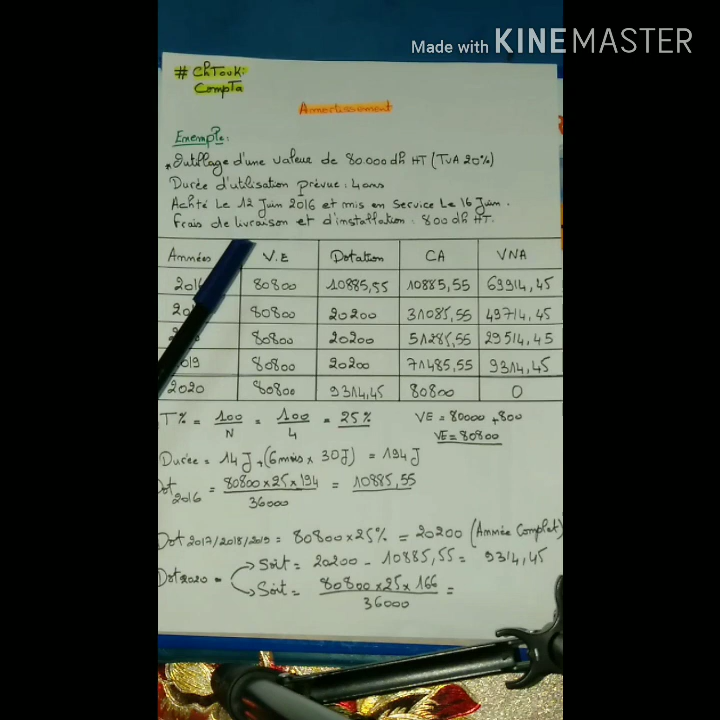 Made with KINEMASTER
# ChTouk:
CompTa
Amortissement
Exemple:
Outillage d'une valeur de 80.000 dh HT (TVA 20%)
Durée d'utilisation prévue : 4 ans
Achté Le 12 Juin 2016 et mis en Service Le 16 Juin.
Frais de livraison et d'installation : 800 dh HT.
Années V.E Dotation CA VNA
2016 80800 10885,55 10885,55 69914,45
80800 20200 31085,55 49714,45
80800 20200 51285,55 29514,45
2019 80800 20200 71485,55 9314,45
2020 80800 9314,45 80800 0
T% = 100/N = 100/4 = 25% VE = 80000 + 800
VE = 80800
Durée = 14 J + (6 mois x 30J) = 194 J
Dot 2016 = 80800 x 25 x 194 / 36000 = 10885,55
Dot 2017/2018/2019 = 80800 x 25% = 20200 (Année Complet)
Dot 2020 = Soit = 20200 - 10885,55 = 9314,45
Soit = 80800 x 25 x 166 / 36000 =